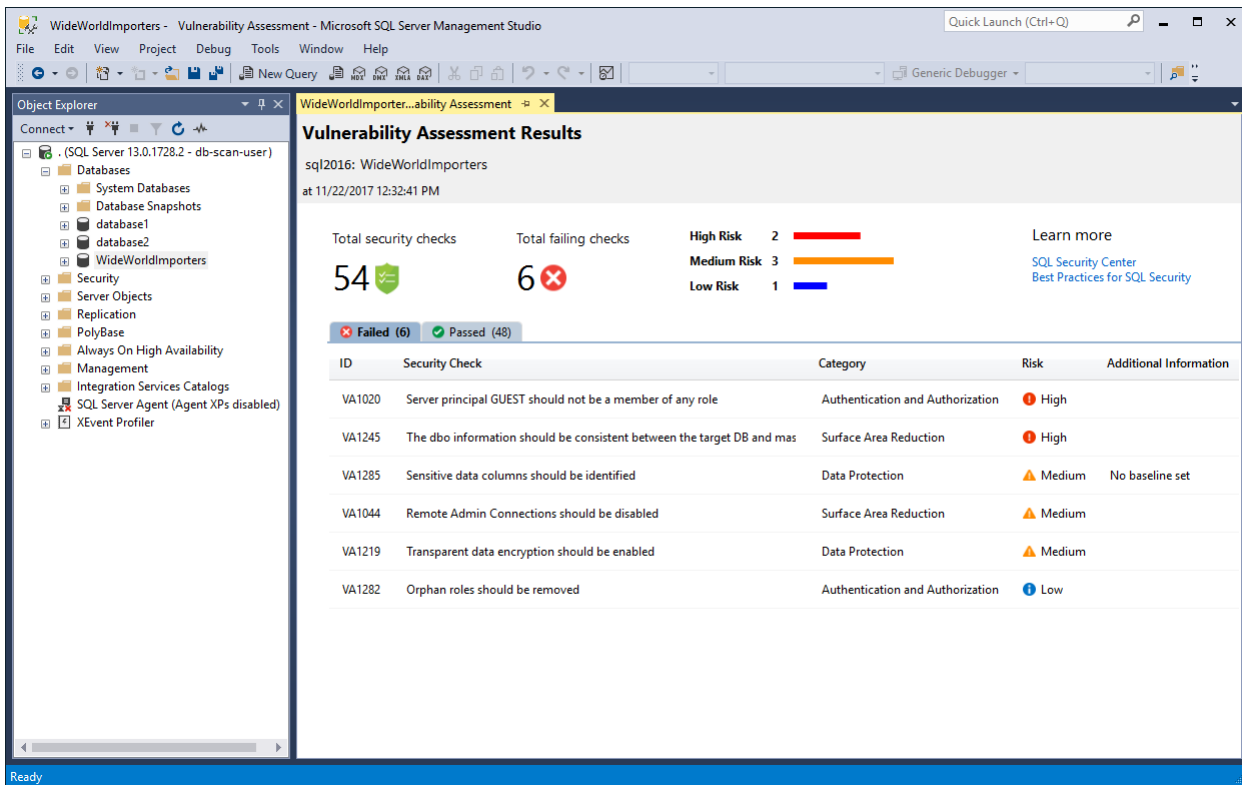 WideWorldImporters - Vulnerability Assessment - Microsoft SQL Server Management Studio
Quick Launch (Ctrl+Q)
File Edit View Project Debug Tools Window Help
New Query MDX DMX XMLA DAX Generic Debugger
Object Explorer
WideWorldImporter...ability Assessment
Connect
. (SQL Server 13.0.1728.2 - db-scan-user)
Databases
System Databases
Database Snapshots
database1
database2
WideWorldImporters
Security
Server Objects
Replication
PolyBase
Always On High Availability
Management
Integration Services Catalogs
SQL Server Agent (Agent XPs disabled)
XEvent Profiler
Vulnerability Assessment Results
sql2016: WideWorldImporters
at 11/22/2017 12:32:41 PM
Total security checks
54
Total failing checks
6
High Risk 2
Medium Risk 3
Low Risk 1
Learn more
SQL Security Center
Best Practices for SQL Security
Failed (6) Passed (48)
ID Security Check Category Risk Additional Information
VA1020 Server principal GUEST should not be a member of any role Authentication and Authorization High
VA1245 The dbo information should be consistent between the target DB and mas Surface Area Reduction High
VA1285 Sensitive data columns should be identified Data Protection Medium No baseline set
VA1044 Remote Admin Connections should be disabled Surface Area Reduction Medium
VA1219 Transparent data encryption should be enabled Data Protection Medium
VA1282 Orphan roles should be removed Authentication and Authorization Low
Ready